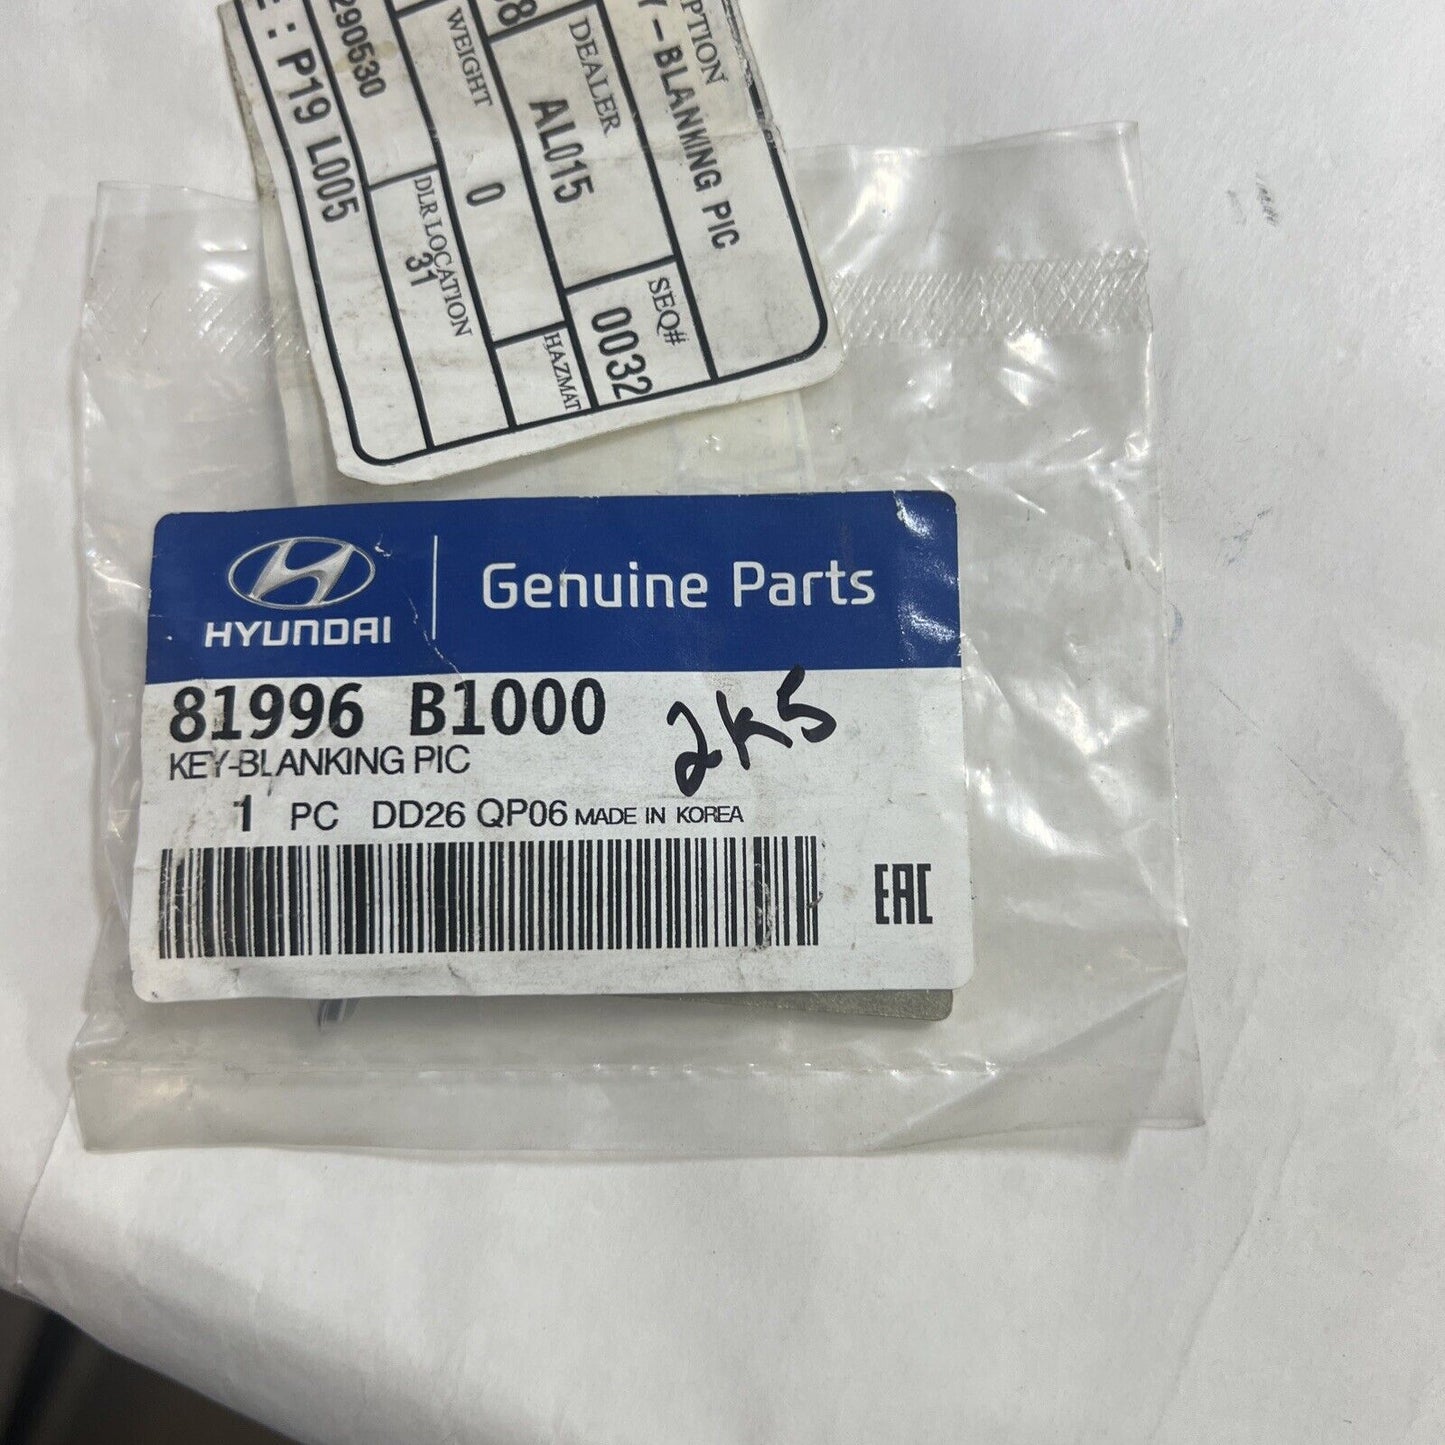 BLANKING PIC
DEALER
AL015
SEQ#
0032
WEIGHT
0
HAZMAT
290530
DLR LOCATION
31
: P19 L005
HYUNDAI
Genuine Parts
81996 B1000
2K5
KEY-BLANKING PIC
1 PC DD26 QP06 MADE IN KOREA
EAC